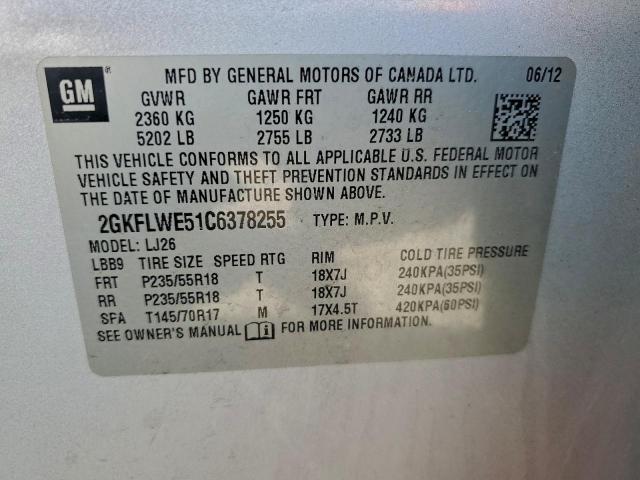 GM ® MFD BY GENERAL MOTORS OF CANADA LTD. 06/12
GVWR GAWR FRT GAWR RR
2360 KG 1250 KG 1240 KG
5202 LB 2755 LB 2733 LB
THIS VEHICLE CONFORMS TO ALL APPLICABLE U.S. FEDERAL MOTOR
VEHICLE SAFETY AND THEFT PREVENTION STANDARDS IN EFFECT ON
THE DATE OF MANUFACTURE SHOWN ABOVE.
2GKFLWE51C6378255 TYPE: M.P.V.
MODEL: LJ26
LBB9 TIRE SIZE SPEED RTG RIM COLD TIRE PRESSURE
FRT P235/55R18 T 18X7J 240KPA(35PSI)
RR P235/55R18 T 18X7J 240KPA(35PSI)
SPA T145/70R17 M 17X4.5T 420KPA(60PSI)
SEE OWNER'S MANUAL FOR MORE INFORMATION.